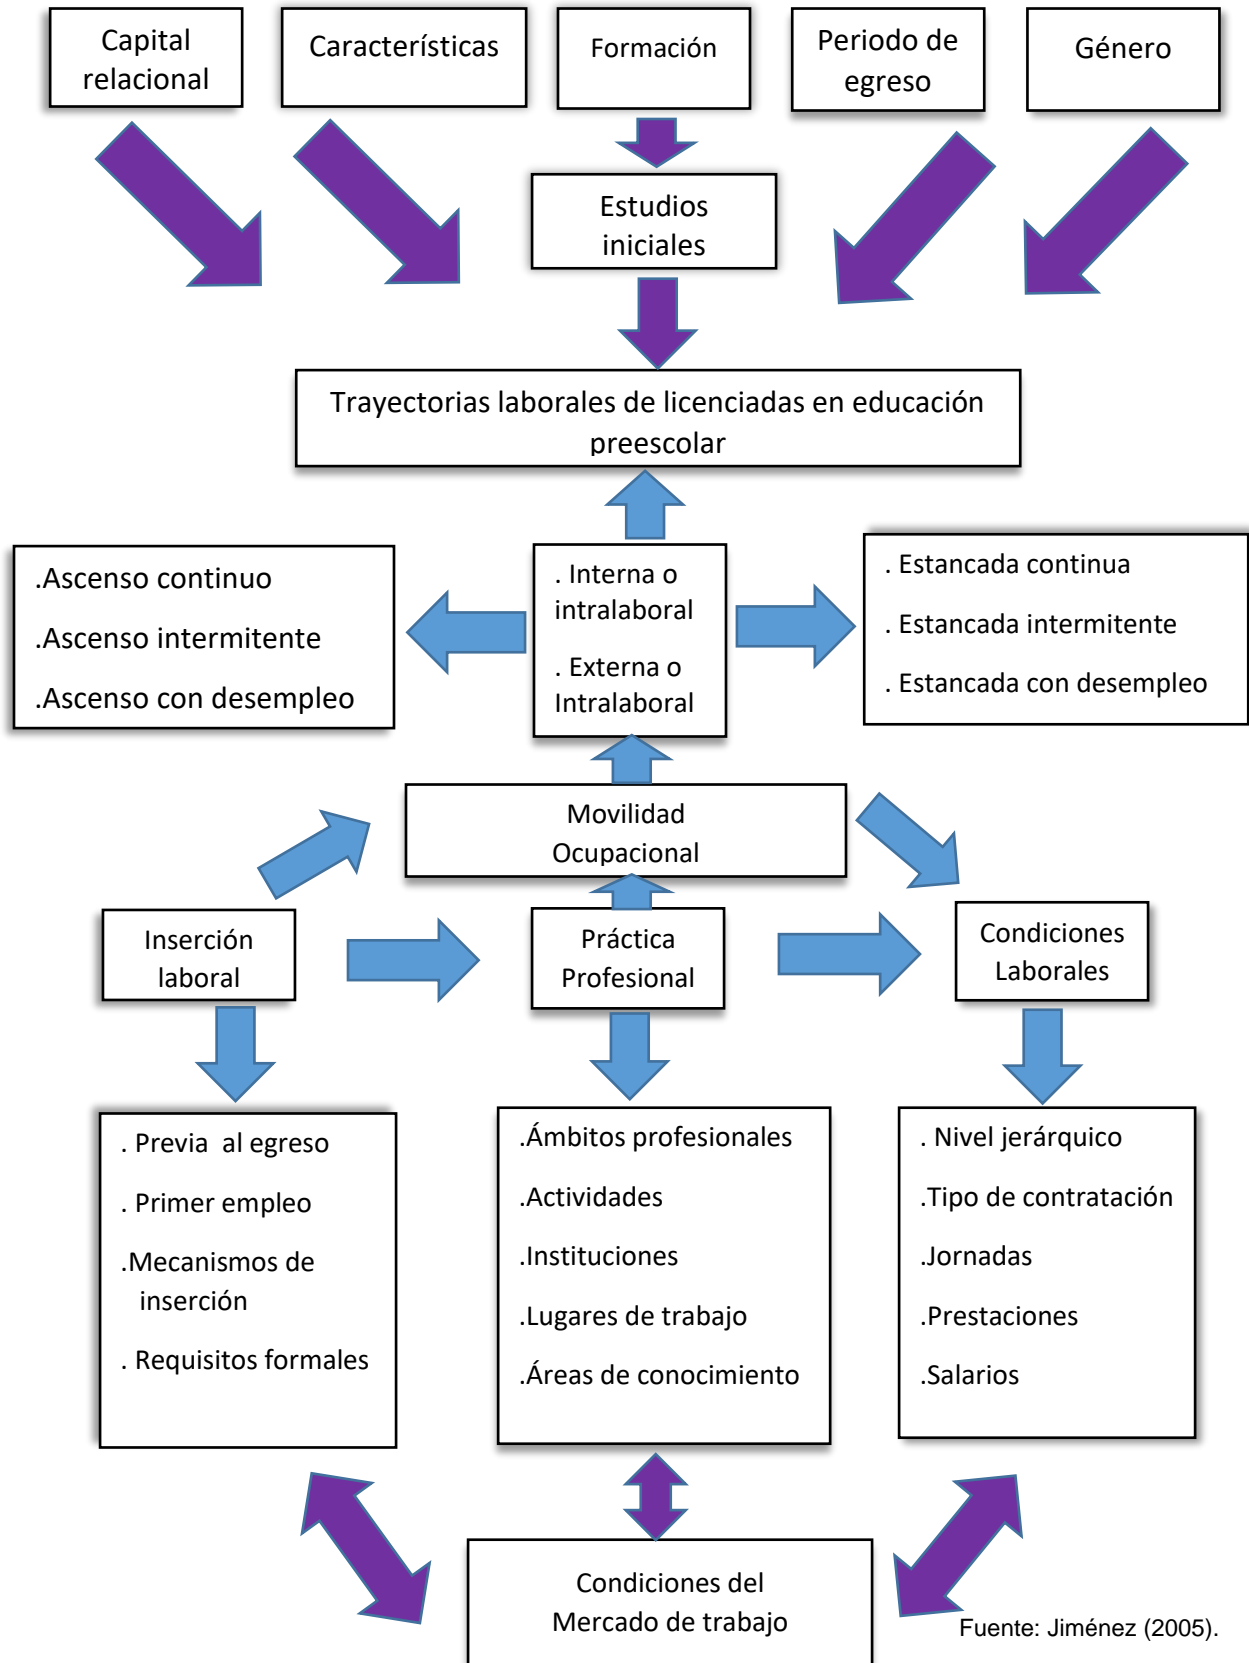 Capital
relacional
Características
Formación
Periodo de
egreso
Género
Estudios
iniciales
Trayectorias laborales de licenciadas en educación
preescolar
.Ascenso continuo
.Ascenso intermitente
.Ascenso con desempleo
. Interna o
intralaboral
. Externa o
Intralaboral
. Estancada continua
. Estancada intermitente
. Estancada con desempleo
Movilidad
Ocupacional
Inserción
laboral
Práctica
Profesional
Condiciones
Laborales
. Previa al egreso
. Primer empleo
.Mecanismos de
inserción
. Requisitos formales
.Ámbitos profesionales
.Actividades
.Instituciones
.Lugares de trabajo
.Áreas de conocimiento
. Nivel jerárquico
.Tipo de contratación
.Jornadas
.Prestaciones
.Salarios
Condiciones del
Mercado de trabajo
Fuente: Jiménez (2005).